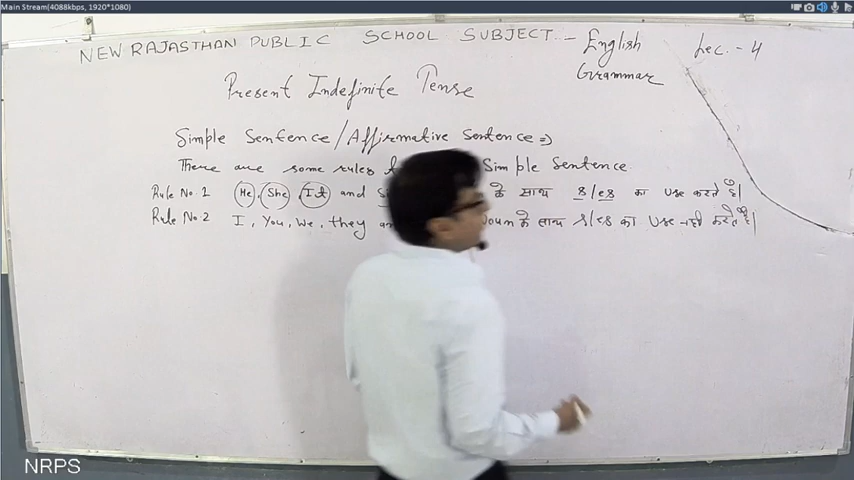 Main Stream(4088kbps, 1920*1080)
NEW RAJASTHAN PUBLIC SCHOOL SUBJECT - English Grammar Lec. - 4
Present Indefinite Tense
Simple Sentence/Affirmative Sentence ⇒
There are some rules Simple Sentence
Rule No. 1 He, She, It and के साथ s/es का use करते है|
Rule No. 2 I, You, We, they के साथ s/es का Use नही करते है|
NRPS